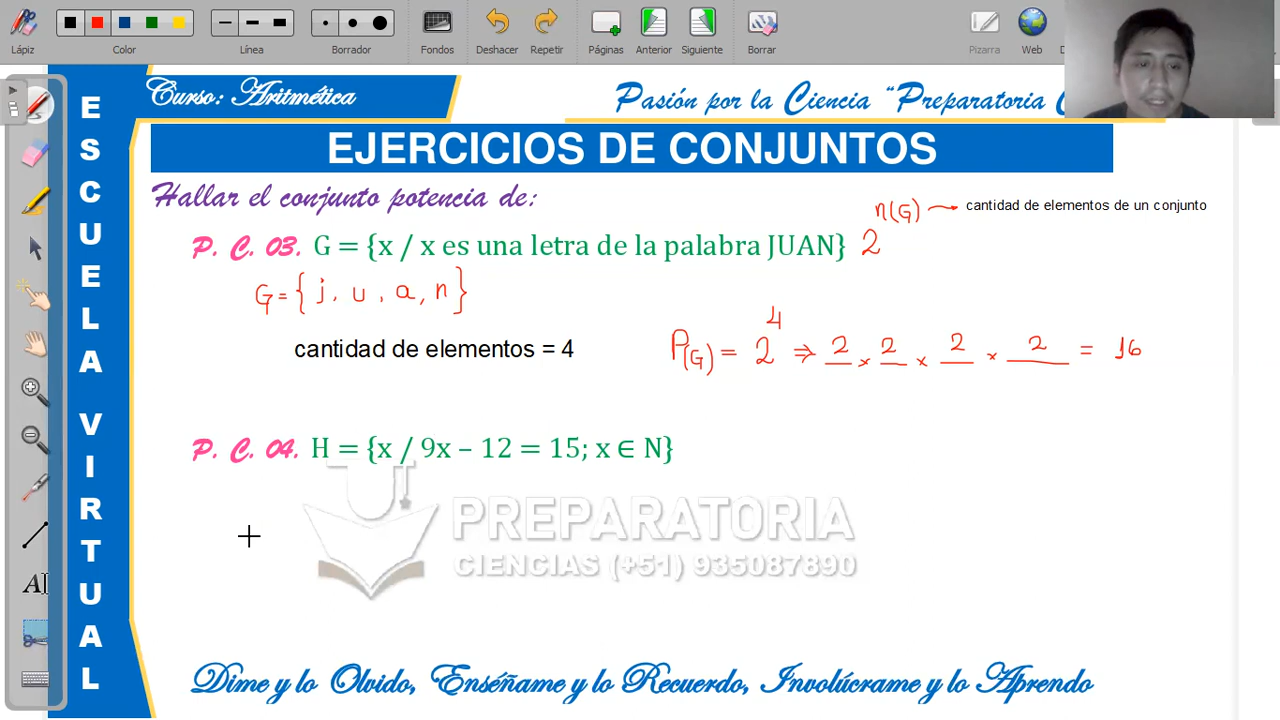 Lápiz Color Línea Borrador Fondos Deshacer Repetir Páginas Anterior Siguiente Borrar Pizarra Web
Curso: Aritmética
Pasión por la Ciencia “Preparatoria
EJERCICIOS DE CONJUNTOS
Hallar el conjunto potencia de:
n(G) → cantidad de elementos de un conjunto
P. C. 03. G = {x / x es una letra de la palabra JUAN} 2
G = { j, u, a, n }
4
cantidad de elementos = 4
P(G) = 2 ⇒ 2 × 2 × 2 × 2 = 16
P. C. 04. H = {x / 9x – 12 = 15; x ∈ N}
PREPARATORIA
CIENCIAS (+51) 935087890
Dime y lo Olvido, Enséñame y lo Recuerdo, Involúcrame y lo Aprendo
ESCUELA VIRTUAL
AI